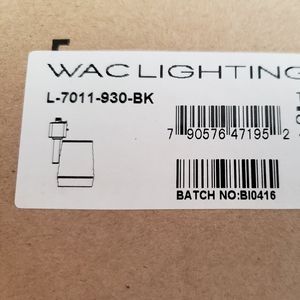 WAC LIGHTING
L-7011-930-BK
7 90576 47195 2
BATCH NO:BI0416